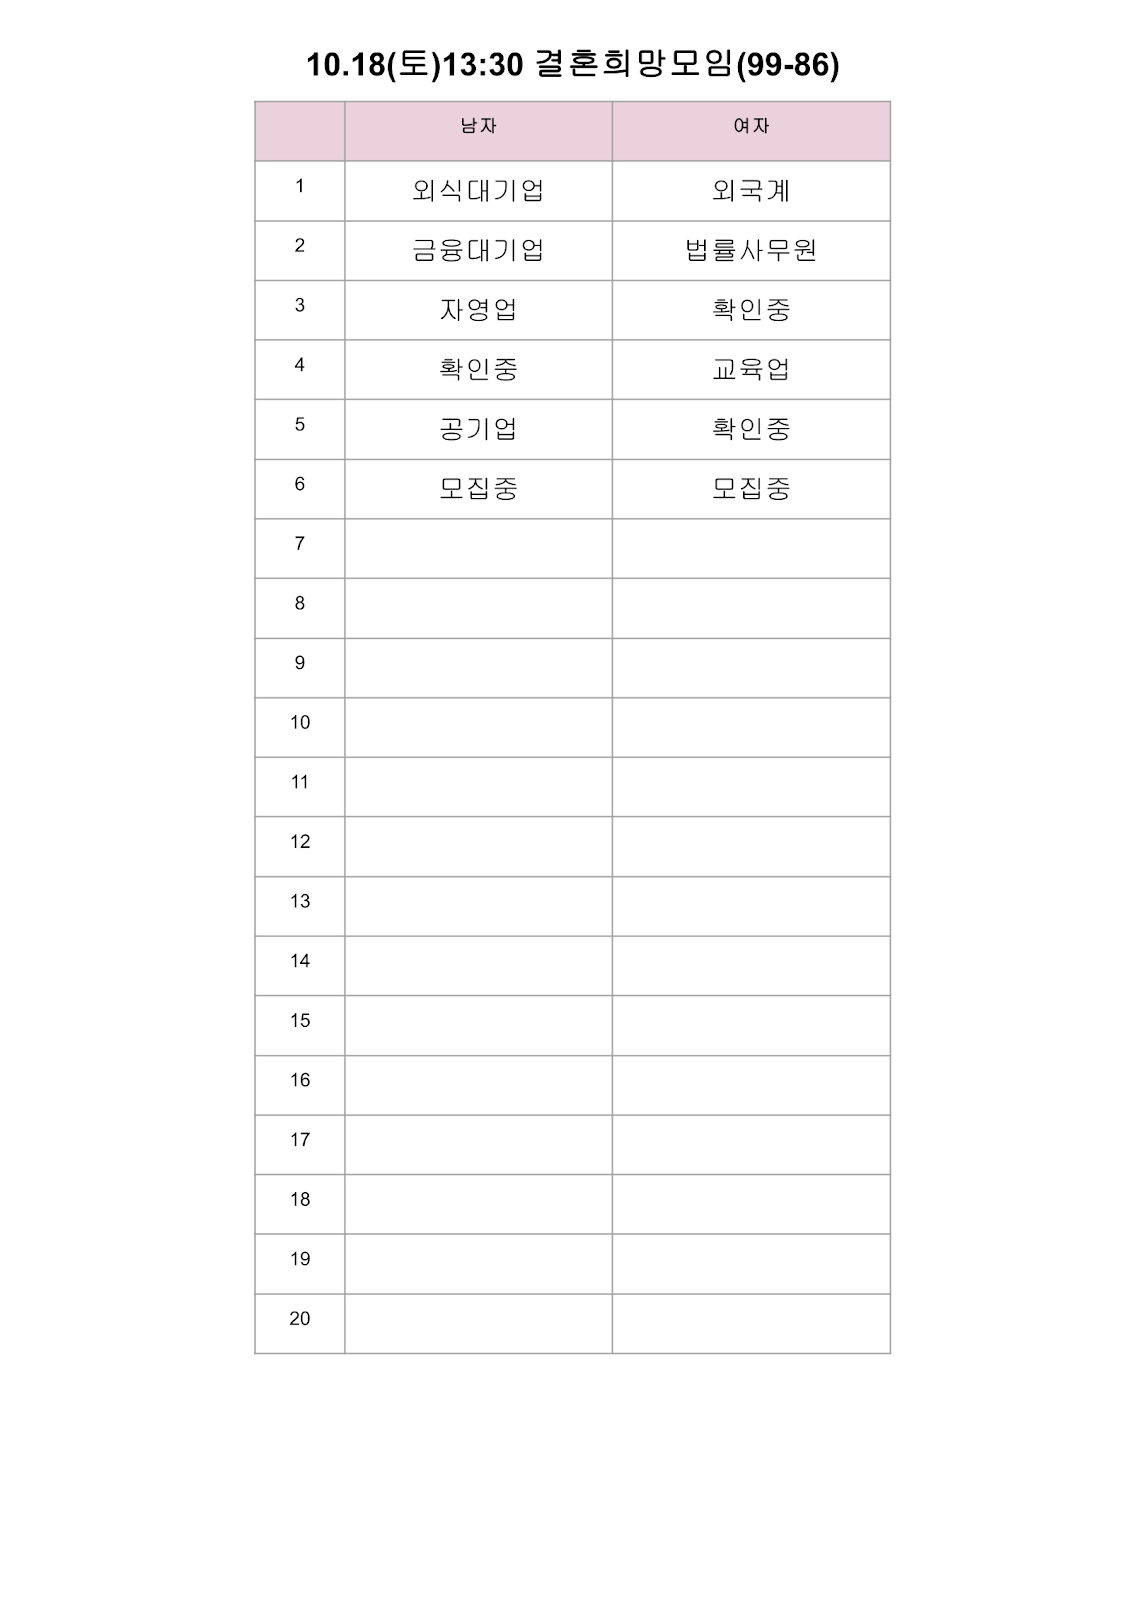 10.18(토)13:30 결혼희망모임(99-86)
남자 여자
1 외식대기업 외국계
2 금융대기업 법률사무원
3 자영업 확인중
4 확인중 교육업
5 공기업 확인중
6 모집중 모집중
7
8
9
10
11
12
13
14
15
16
17
18
19
20